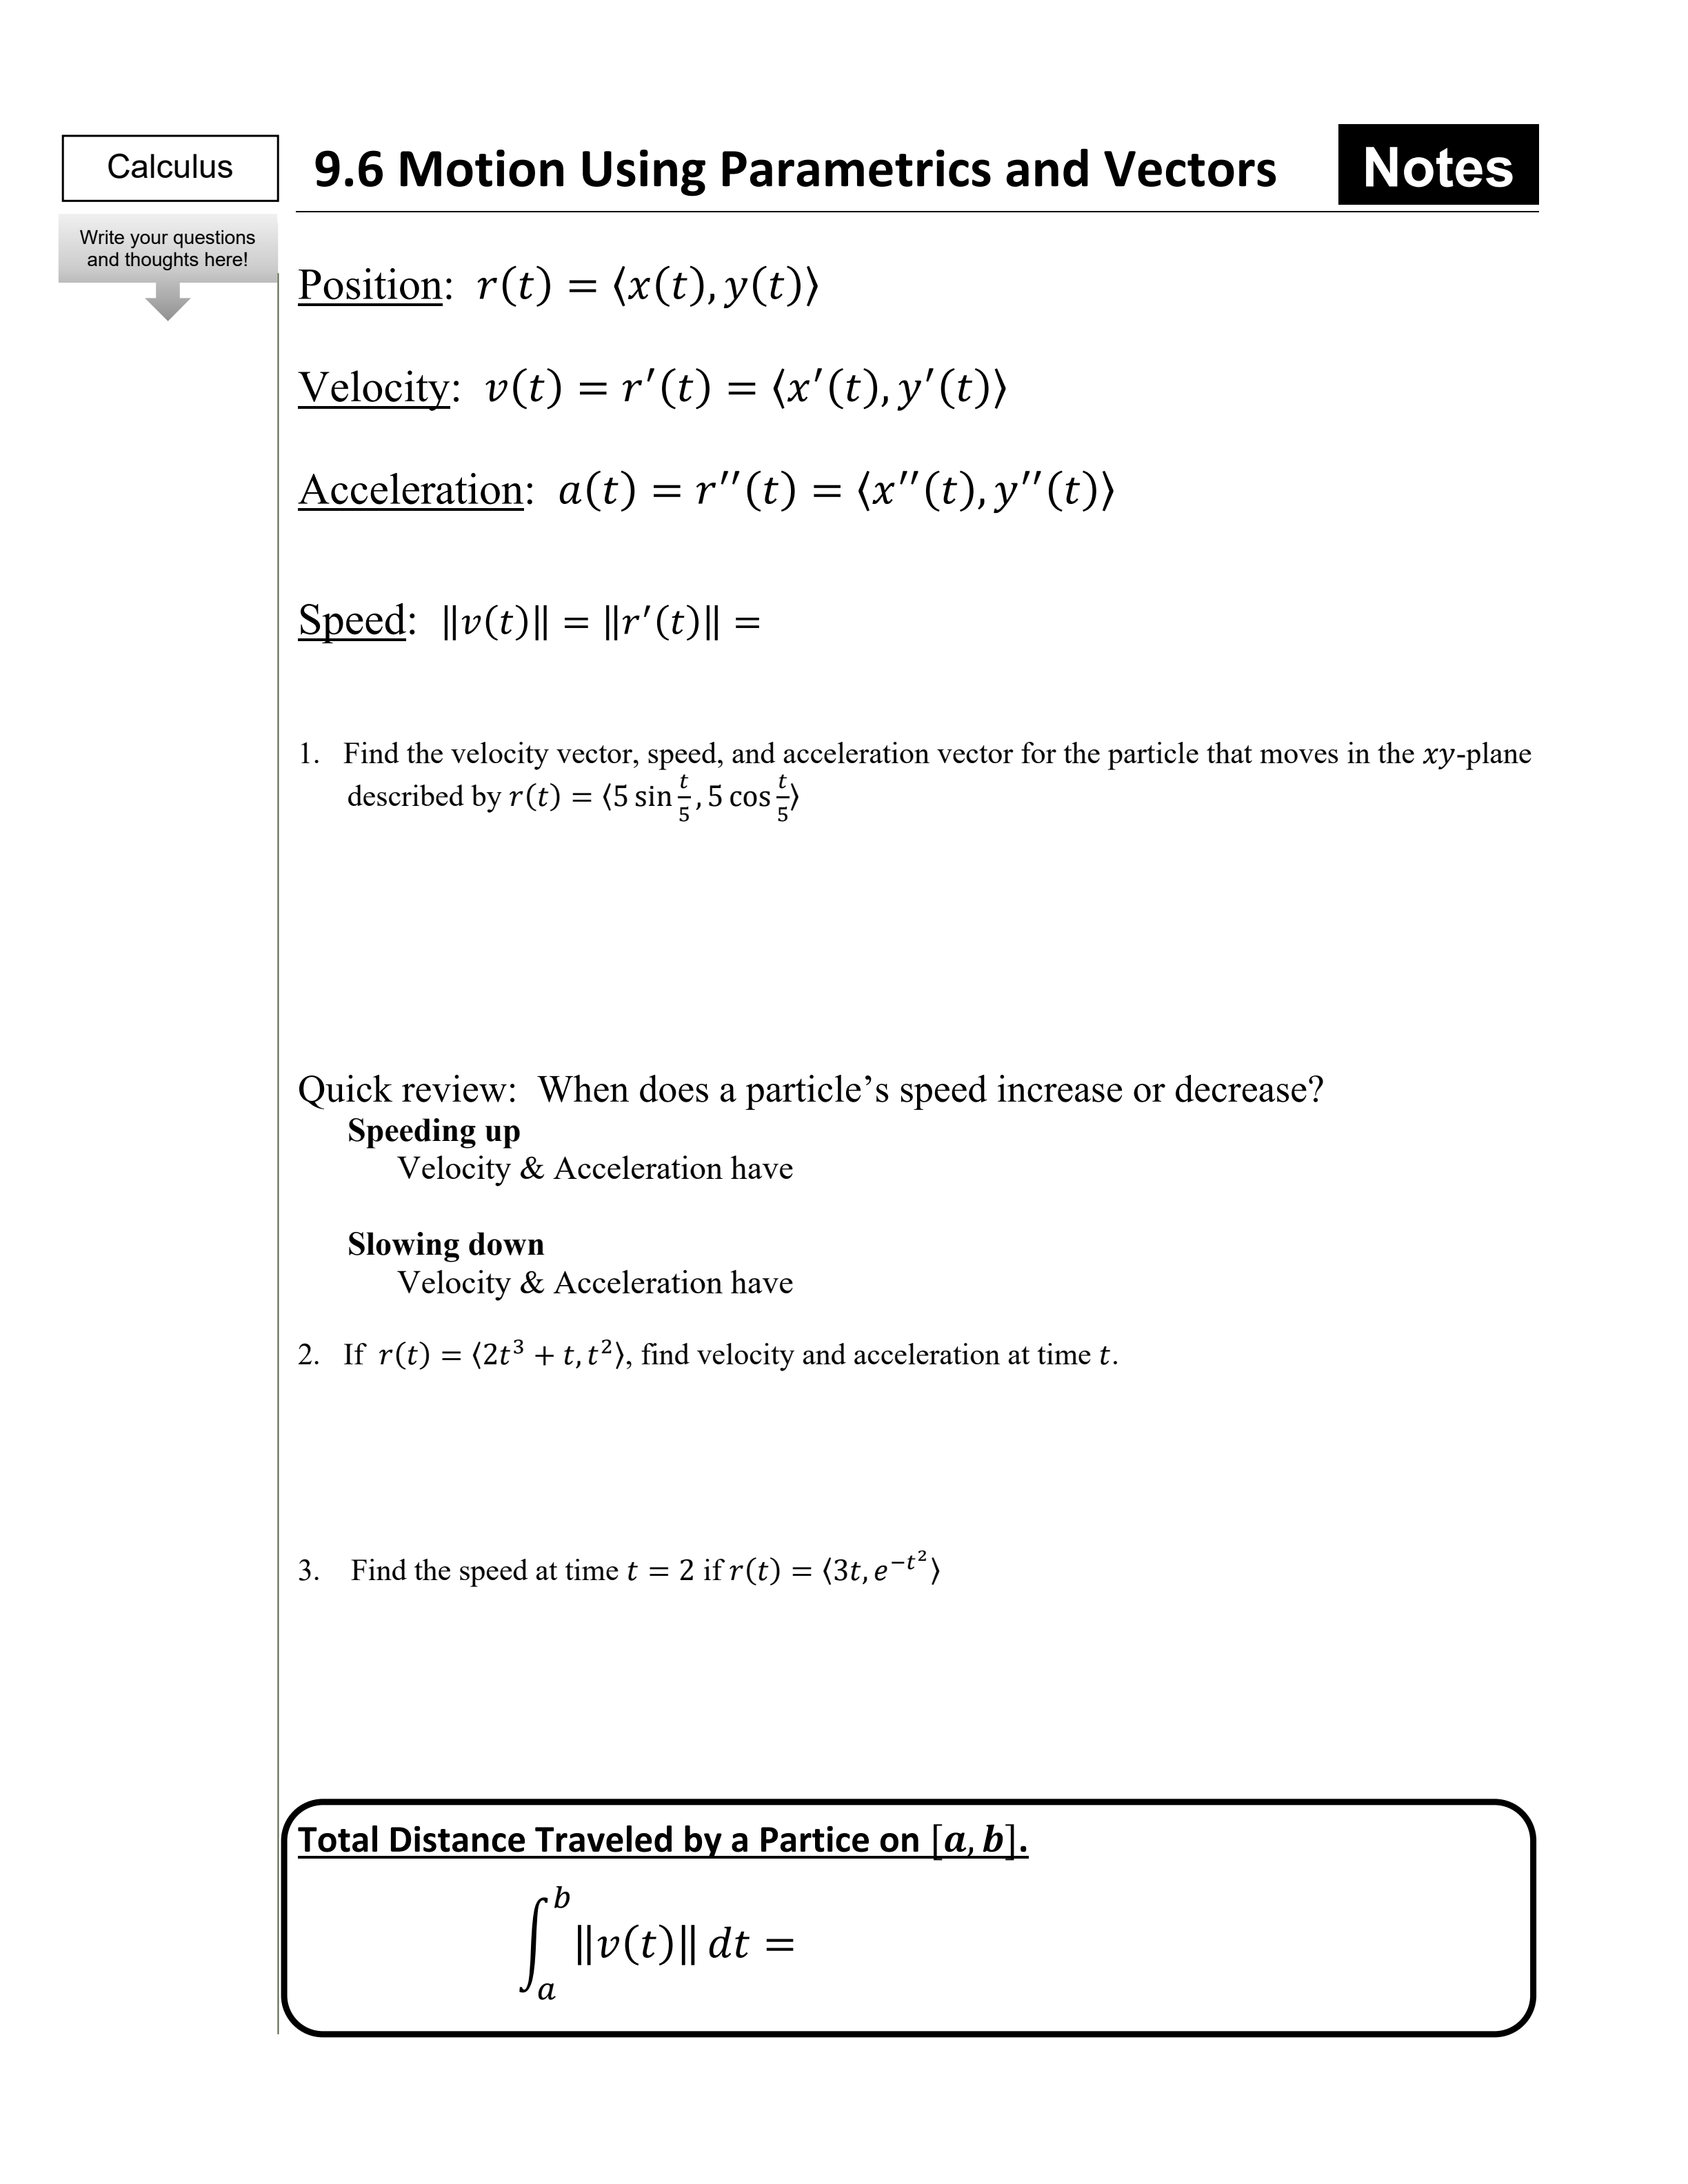 Calculus
9.6 Motion Using Parametrics and Vectors
Notes
Write your questions
and thoughts here!
Position: r(t) = ⟨x(t), y(t)⟩
Velocity: v(t) = r′(t) = ⟨x′(t), y′(t)⟩
Acceleration: a(t) = r′′(t) = ⟨x′′(t), y′′(t)⟩
Speed: ‖v(t)‖ = ‖r′(t)‖ =
1. Find the velocity vector, speed, and acceleration vector for the particle that moves in the xy-plane
described by r(t) = ⟨5 sin t/5, 5 cos t/5⟩
Quick review: When does a particle’s speed increase or decrease?
Speeding up
Velocity & Acceleration have
Slowing down
Velocity & Acceleration have
2. If r(t) = ⟨2t³ + t, t²⟩, find velocity and acceleration at time t.
3. Find the speed at time t = 2 if r(t) = ⟨3t, e^(−t²)⟩
Total Distance Traveled by a Partice on [a, b].
∫_a^b ‖v(t)‖ dt =